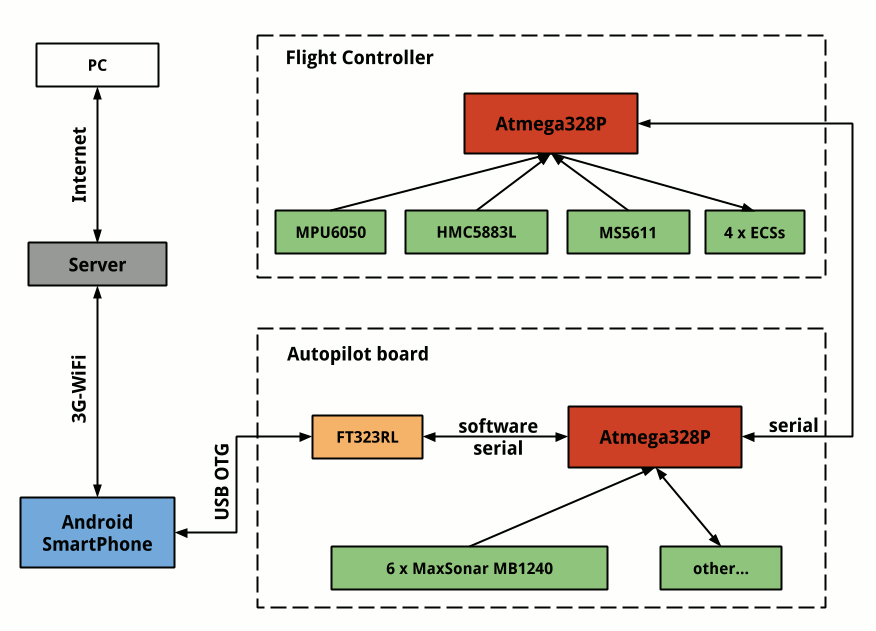 PC
Internet
Server
3G-WiFi
Android
SmartPhone
USB OTG
Flight Controller
Atmega328P
MPU6050
HMC5883L
MS5611
4 x ECSs
Autopilot board
FT323RL
software
serial
Atmega328P
serial
6 x MaxSonar MB1240
other...